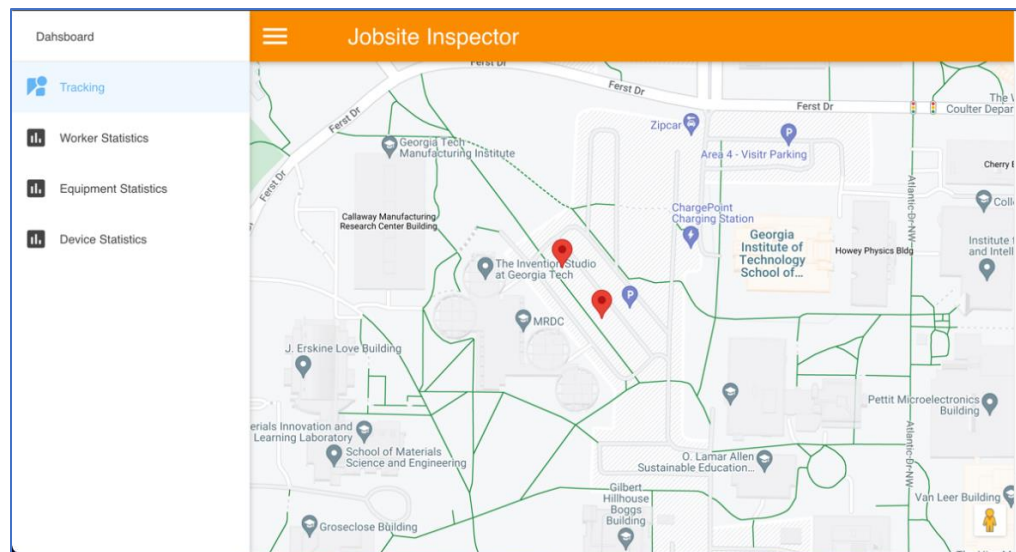 Dahsboard
Tracking
Worker Statistics
Equipment Statistics
Device Statistics
Jobsite Inspector
Ferst Dr
Ferst Dr
Ferst Dr
Ferst Dr
Ferst Dr
Zipcar
P
Area 4 - Visitr Parking
Coulter Depar
Georgia Tech
Manufacturing Institute
Cherry
Atlantic Dr NW
Callaway Manufacturing
Research Center Building
ChargePoint
Charging Station
Georgia
Institute of
Technology
School of...
Howey Physics Bldg
Institute
and Intell
The Invention Studio
at Georgia Tech
P
MRDC
J. Erskine Love Building
Pettit Microelectronics
Building
erials Innovation and
Learning Laboratory
School of Materials
Science and Engineering
O. Lamar Allen
Sustainable Education...
Atlantic Dr NW
Gilbert
Hillhouse
Boggs
Building
Van Leer Building
Groseclose Building